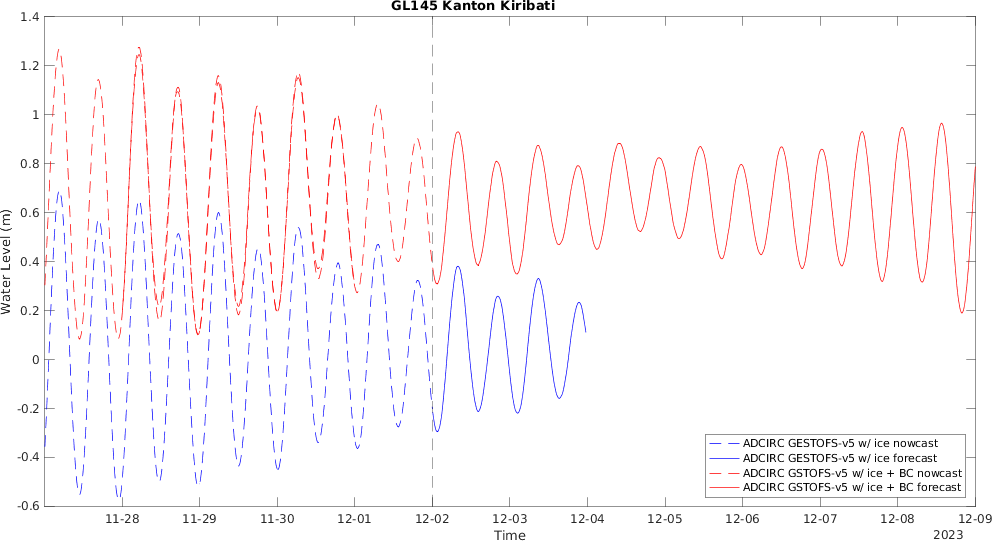 GL145 Kanton Kiribati
1.4
1.2
1
0.8
0.6
0.4
0.2
0
-0.2
-0.4
-0.6
Water Level (m)
11-28 11-29 11-30 12-01 12-02 12-03 12-04 12-05 12-06 12-07 12-08 12-09
Time
2023
ADCIRC GESTOFS-v5 w/ ice nowcast
ADCIRC GESTOFS-v5 w/ ice forecast
ADCIRC GSTOFS-v5 w/ ice + BC nowcast
ADCIRC GSTOFS-v5 w/ ice + BC forecast